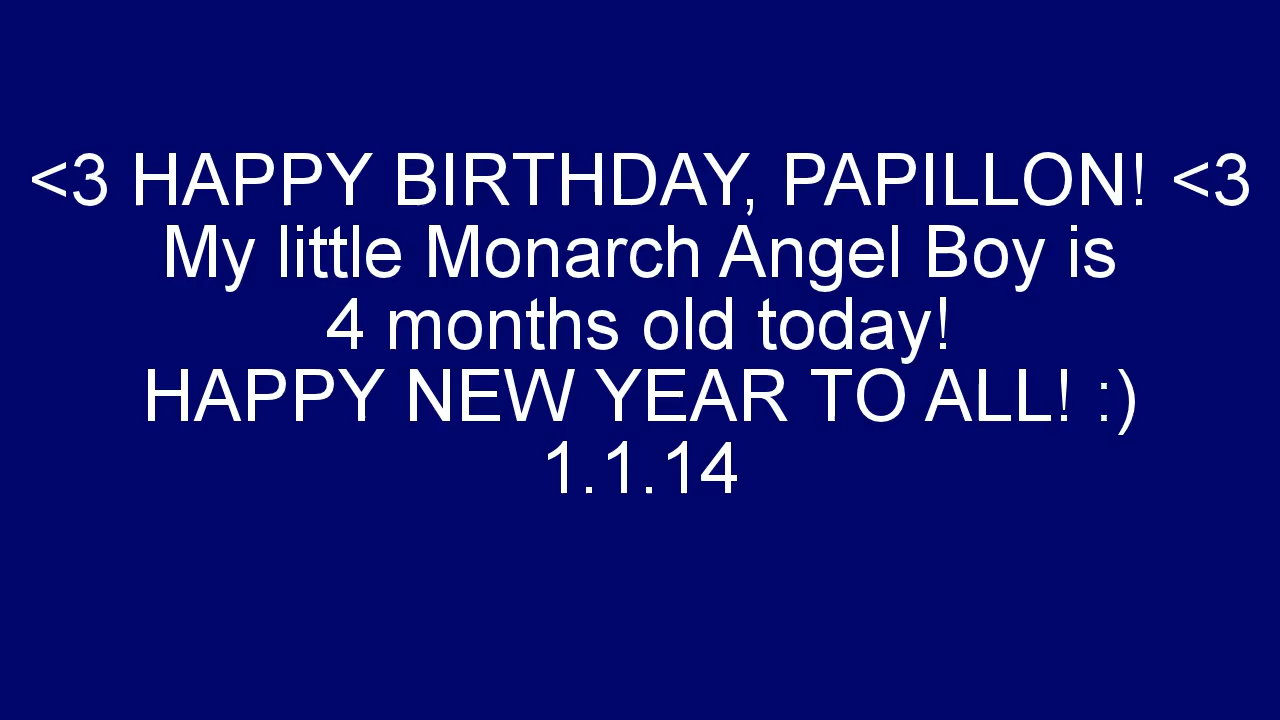 <3 HAPPY BIRTHDAY, PAPILLON! <3
My little Monarch Angel Boy is
4 months old today!
HAPPY NEW YEAR TO ALL! :)
1.1.14